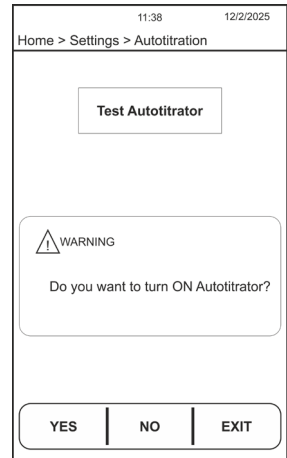 11:38 12/2/2025
Home > Settings > Autotitration
Test Autotitrator
WARNING
Do you want to turn ON Autotitrator?
YES NO EXIT